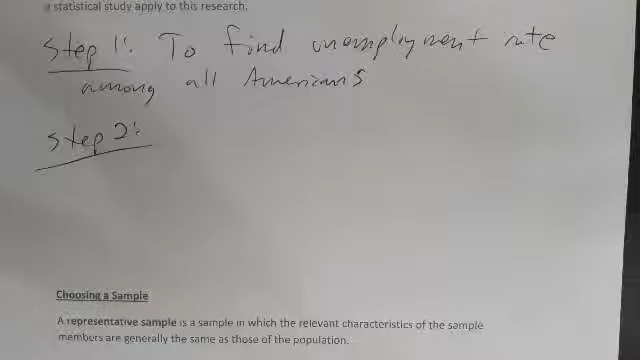 a statistical study apply to this research.
Step 1: To find unemployment rate
among all Americans
Step 2:
Choosing a Sample
A representative sample is a sample in which the relevant characteristics of the sample
members are generally the same as those of the population.